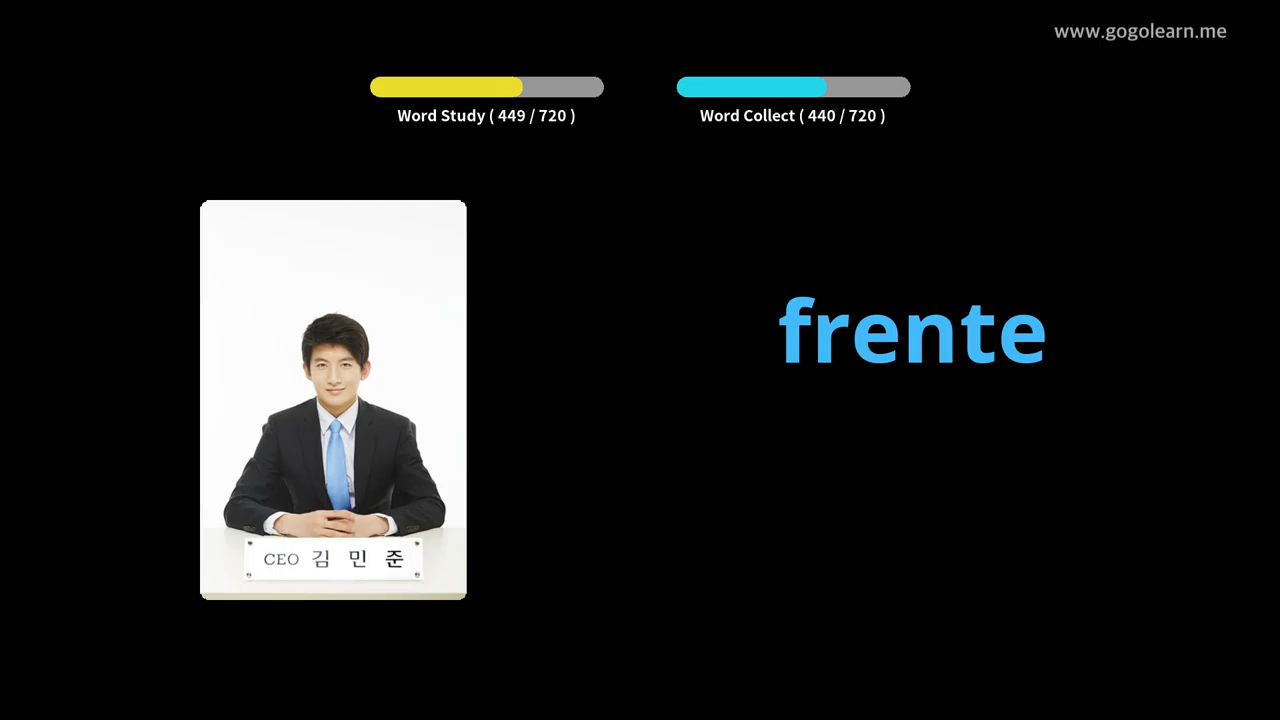 www.gogolearn.me
Word Study ( 449 / 720 )
Word Collect ( 440 / 720 )
frente
CEO 김 민 준